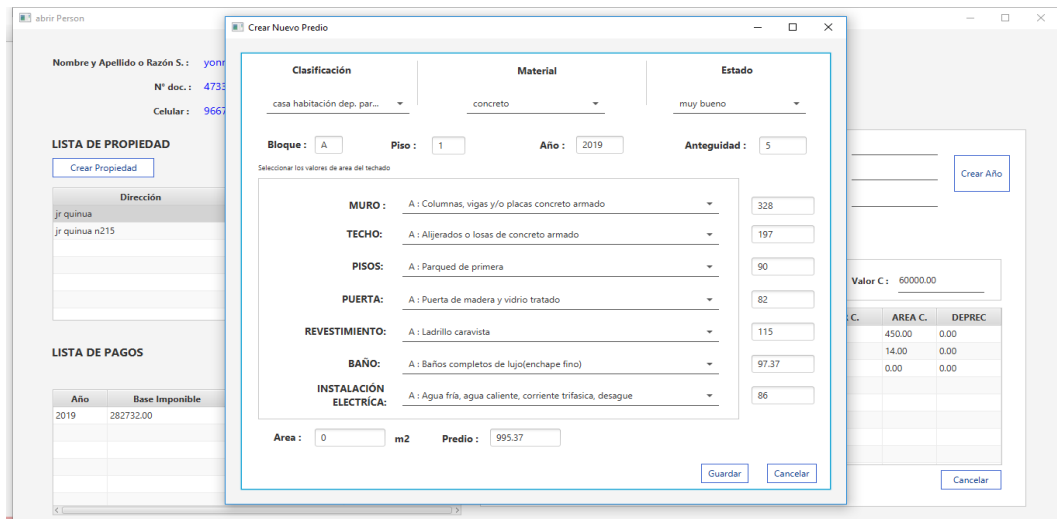 abrir Person
Nombre y Apellido o Razón S. :
N° doc. : 4733
Celular : 9667
LISTA DE PROPIEDAD
Crear Propiedad
Dirección
jr quinua
jr quinua n215
LISTA DE PAGOS
Año Base Imponible
2019 282732.00
Crear Nuevo Predio
Clasificación Material Estado
casa habitación dep. par... concreto muy bueno
Bloque : A Piso : 1 Año : 2019 Anteguidad : 5
Seleccionar los valores de area del techado
MURO : A : Columnas, vigas y/o placas concreto armado 328
TECHO: A : Alijerados o losas de concreto armado 197
PISOS: A : Parqued de primera 90
PUERTA: A : Puerta de madera y vidrio tratado 82
REVESTIMIENTO: A : Ladrillo caravista 115
BAÑO: A : Baños completos de lujo(enchape fino) 97.37
INSTALACIÓN
ELECTRÍCA: A : Agua fría, agua caliente, corriente trifasica, desague 86
Area : 0 m2 Predio : 995.37
Guardar Cancelar
Crear Año
Valor C : 60000.00
C. AREA C. DEPREC
450.00 0.00
14.00 0.00
0.00 0.00
Cancelar